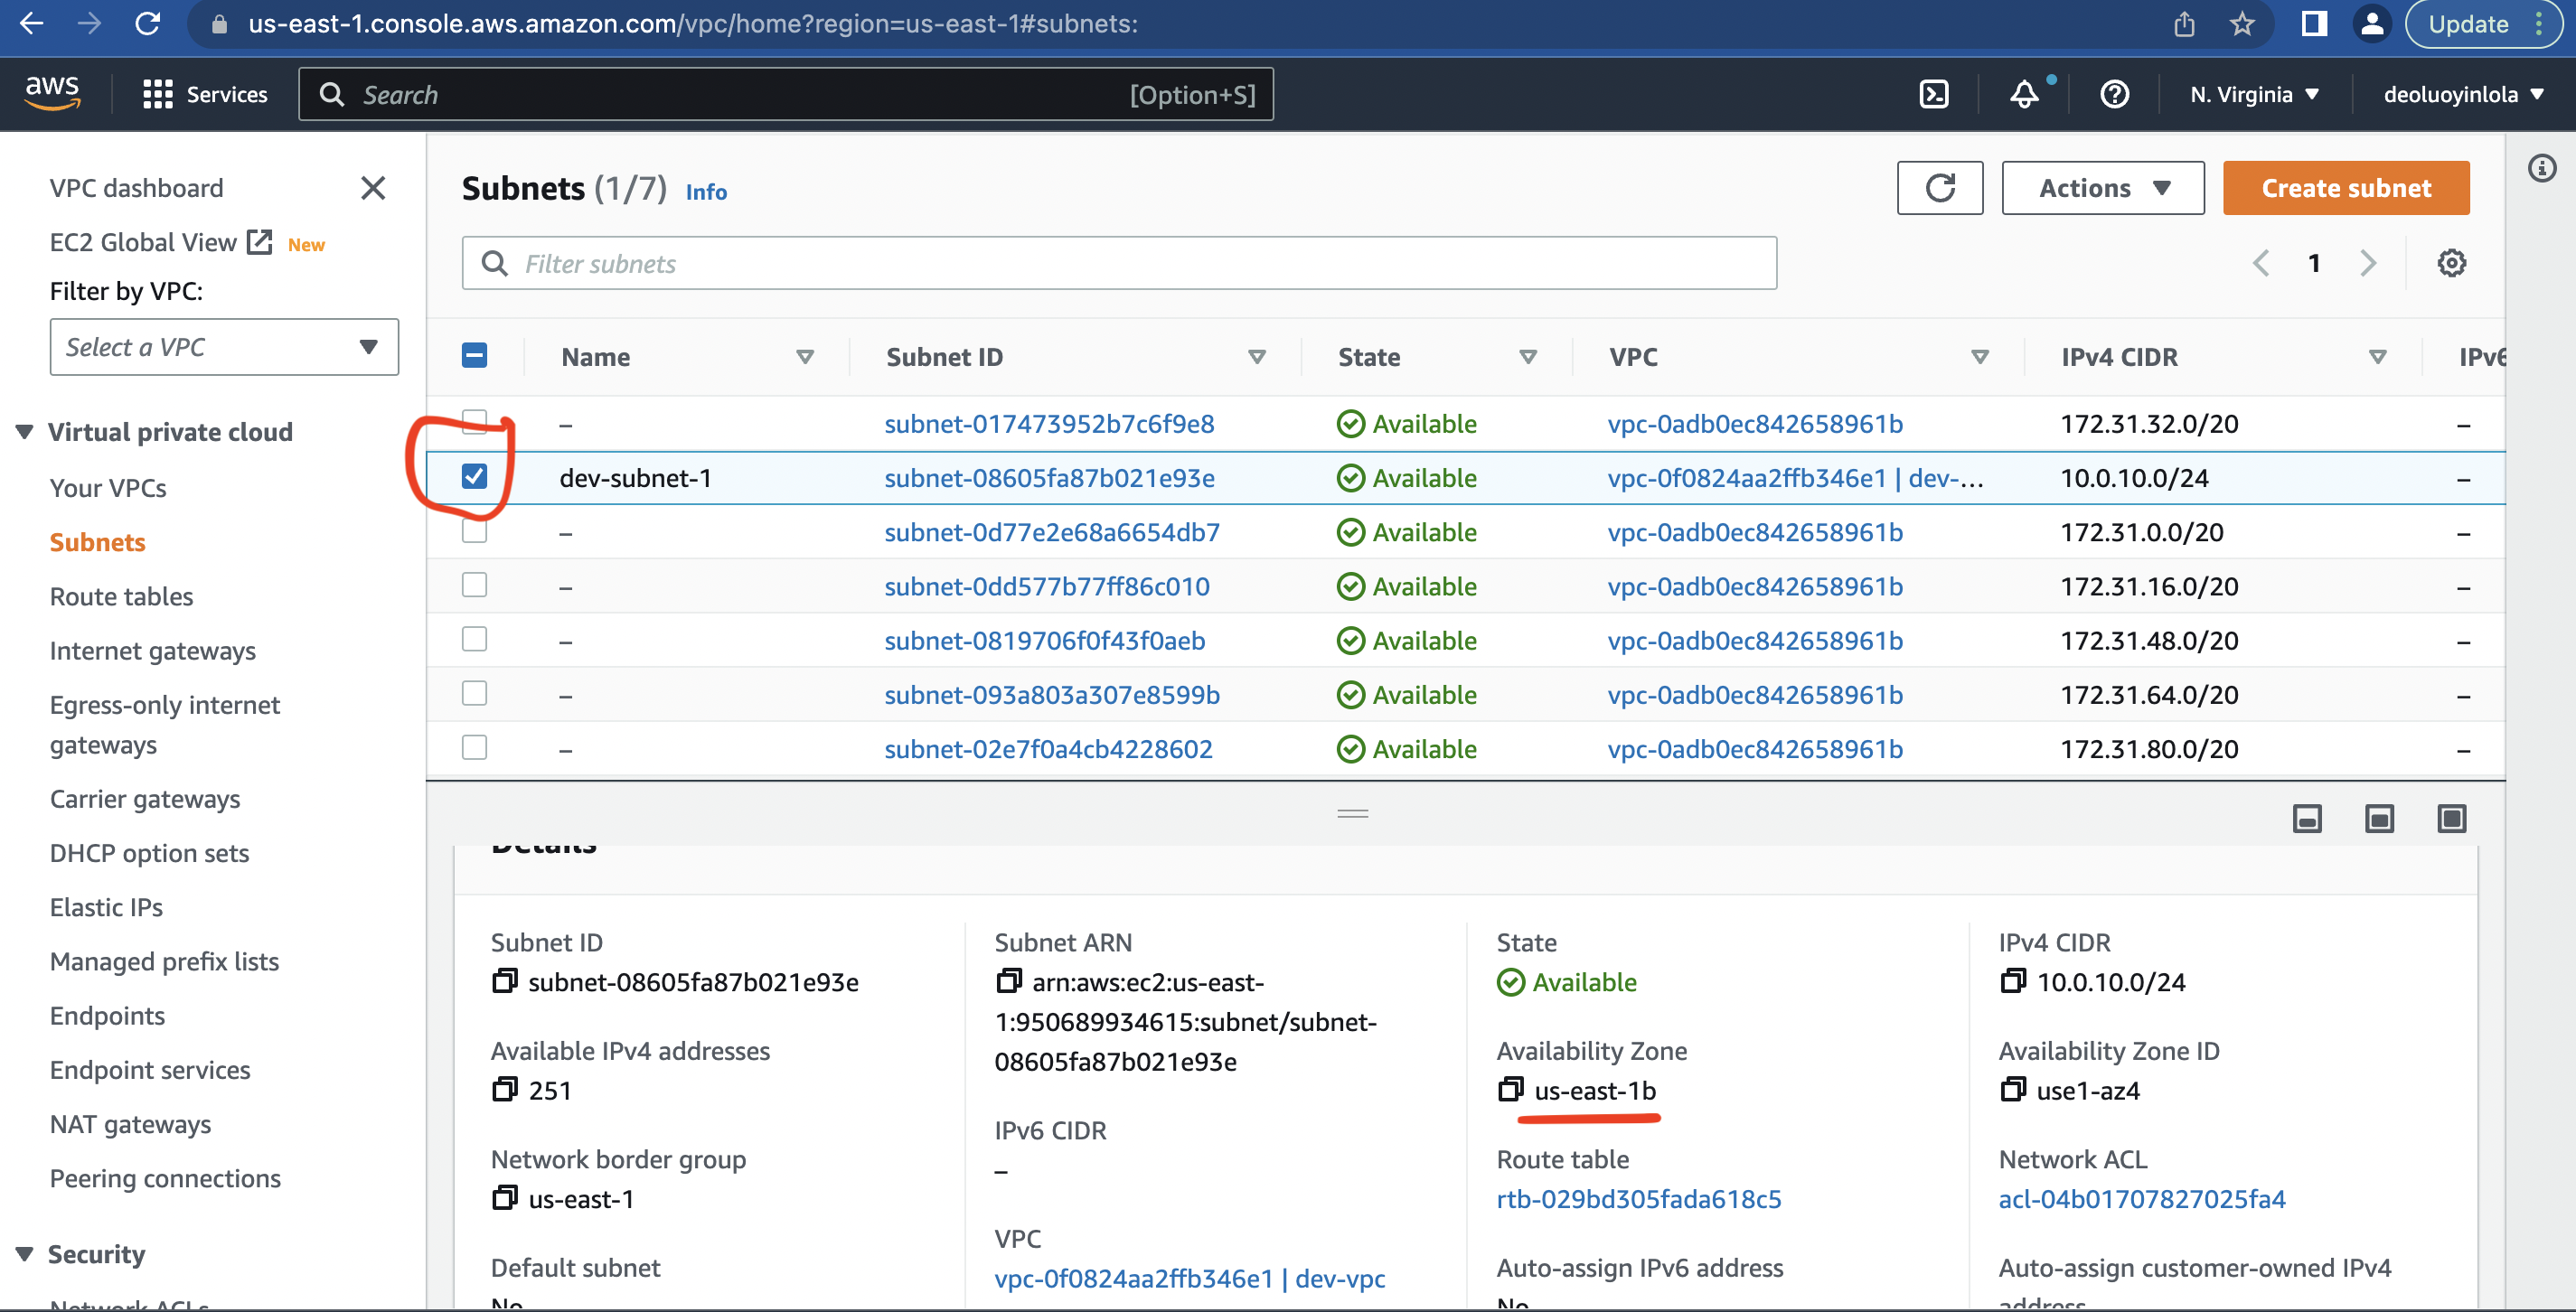 us-east-1.console.aws.amazon.com/vpc/home?region=us-east-1#subnets:
Update
aws
Services
Search
[Option+S]
N. Virginia
deoluoyinlola
VPC dashboard
EC2 Global View
New
Filter by VPC:
Select a VPC
Virtual private cloud
Your VPCs
Subnets
Route tables
Internet gateways
Egress-only internet
gateways
Carrier gateways
DHCP option sets
Elastic IPs
Managed prefix lists
Endpoints
Endpoint services
NAT gateways
Peering connections
Security
Network ACLs
Subnets (1/7) Info
Actions
Create subnet
Filter subnets
1
Name Subnet ID State VPC IPv4 CIDR IPv6
– subnet-017473952b7c6f9e8 Available vpc-0adb0ec842658961b 172.31.32.0/20 –
dev-subnet-1 subnet-08605fa87b021e93e Available vpc-0f0824aa2ffb346e1 | dev-... 10.0.10.0/24 –
– subnet-0d77e2e68a6654db7 Available vpc-0adb0ec842658961b 172.31.0.0/20 –
– subnet-0dd577b77ff86c010 Available vpc-0adb0ec842658961b 172.31.16.0/20 –
– subnet-0819706f0f43f0aeb Available vpc-0adb0ec842658961b 172.31.48.0/20 –
– subnet-093a803a307e8599b Available vpc-0adb0ec842658961b 172.31.64.0/20 –
– subnet-02e7f0a4cb4228602 Available vpc-0adb0ec842658961b 172.31.80.0/20 –
Details
Subnet ID
subnet-08605fa87b021e93e
Available IPv4 addresses
251
Network border group
us-east-1
Default subnet
No
Subnet ARN
arn:aws:ec2:us-east-
1:950689934615:subnet/subnet-
08605fa87b021e93e
IPv6 CIDR
–
VPC
vpc-0f0824aa2ffb346e1 | dev-vpc
State
Available
Availability Zone
us-east-1b
Route table
rtb-029bd305fada618c5
Auto-assign IPv6 address
No
IPv4 CIDR
10.0.10.0/24
Availability Zone ID
use1-az4
Network ACL
acl-04b01707827025fa4
Auto-assign customer-owned IPv4
address